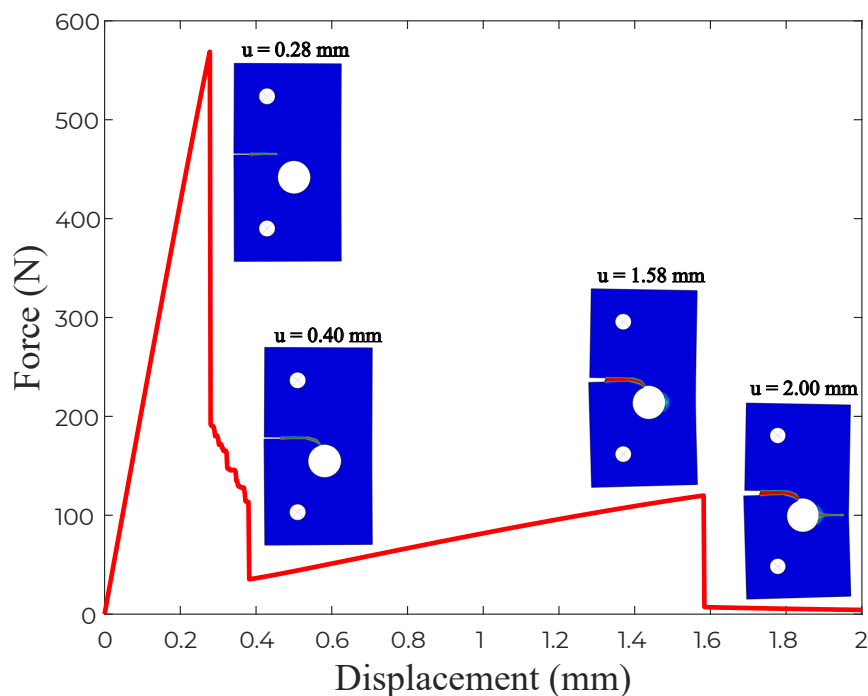 600
u = 0.28 mm
500
400
300
u = 1.58 mm
u = 0.40 mm
200
u = 2.00 mm
100
0
0 0.2 0.4 0.6 0.8 1 1.2 1.4 1.6 1.8 2
Force (N)
Displacement (mm)